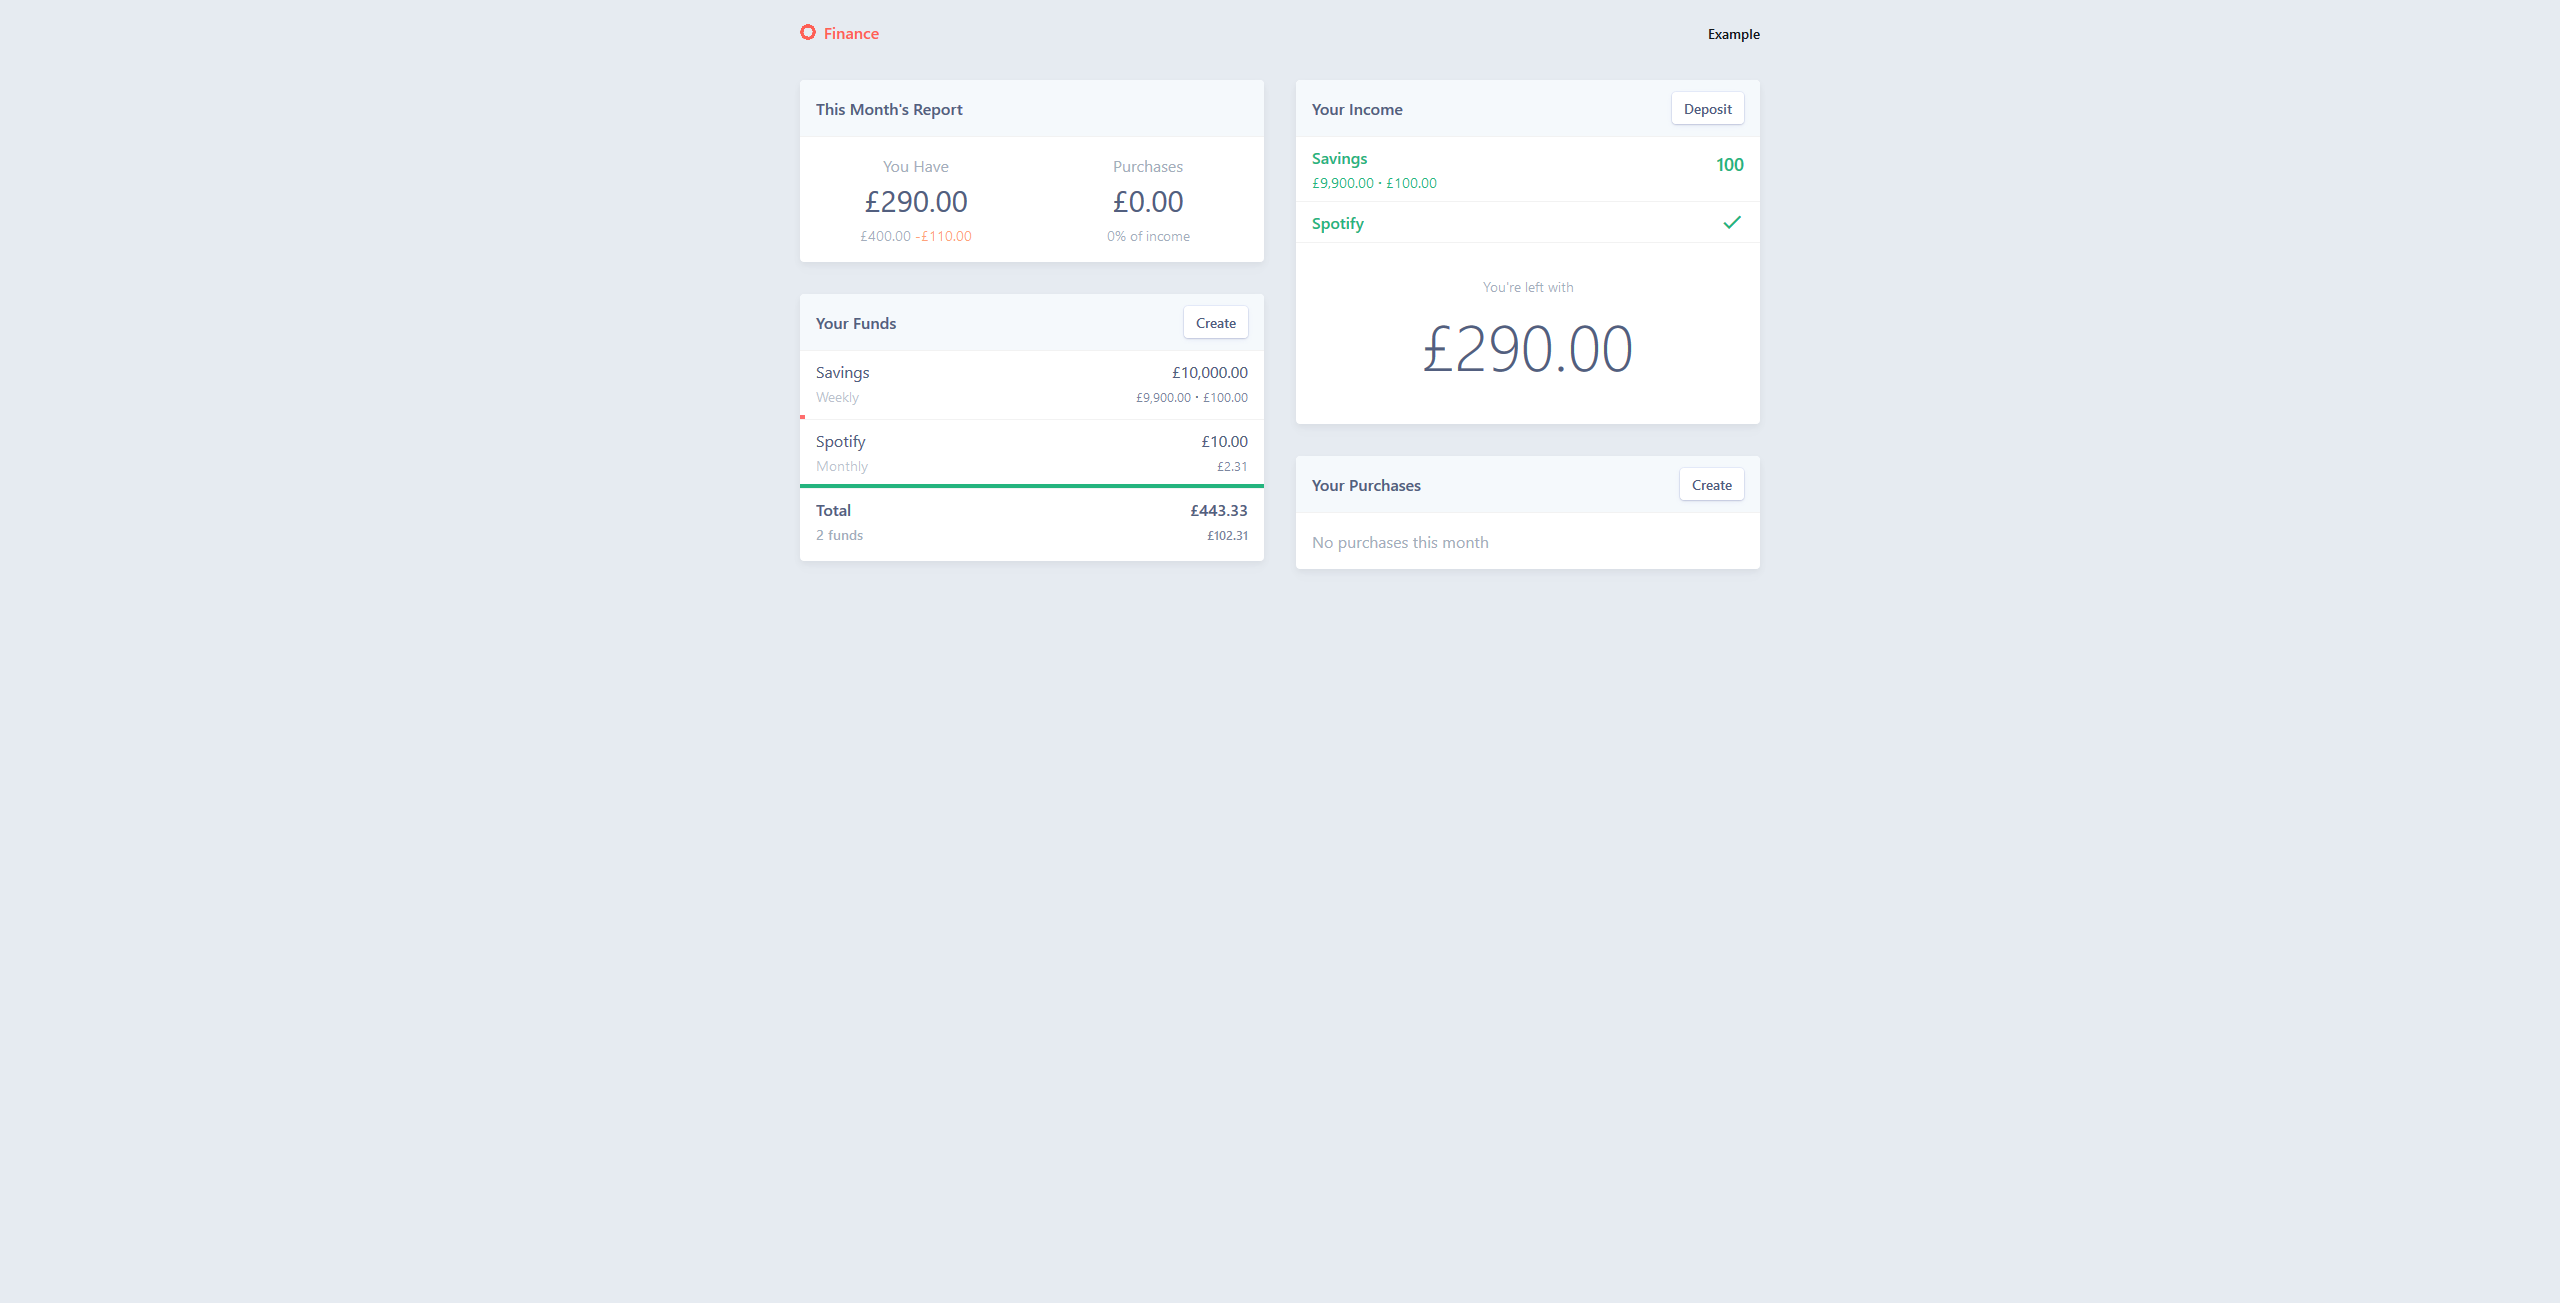 Finance
Example
This Month's Report
You Have
£290.00
£400.00 -£110.00
Purchases
£0.00
0% of income
Your Funds
Create
Savings
£10,000.00
Weekly
£9,900.00 · £100.00
Spotify
£10.00
Monthly
£2.31
Total
£443.33
2 funds
£102.31
Your Income
Deposit
Savings
£9,900.00 · £100.00
100
Spotify
You're left with
£290.00
Your Purchases
Create
No purchases this month